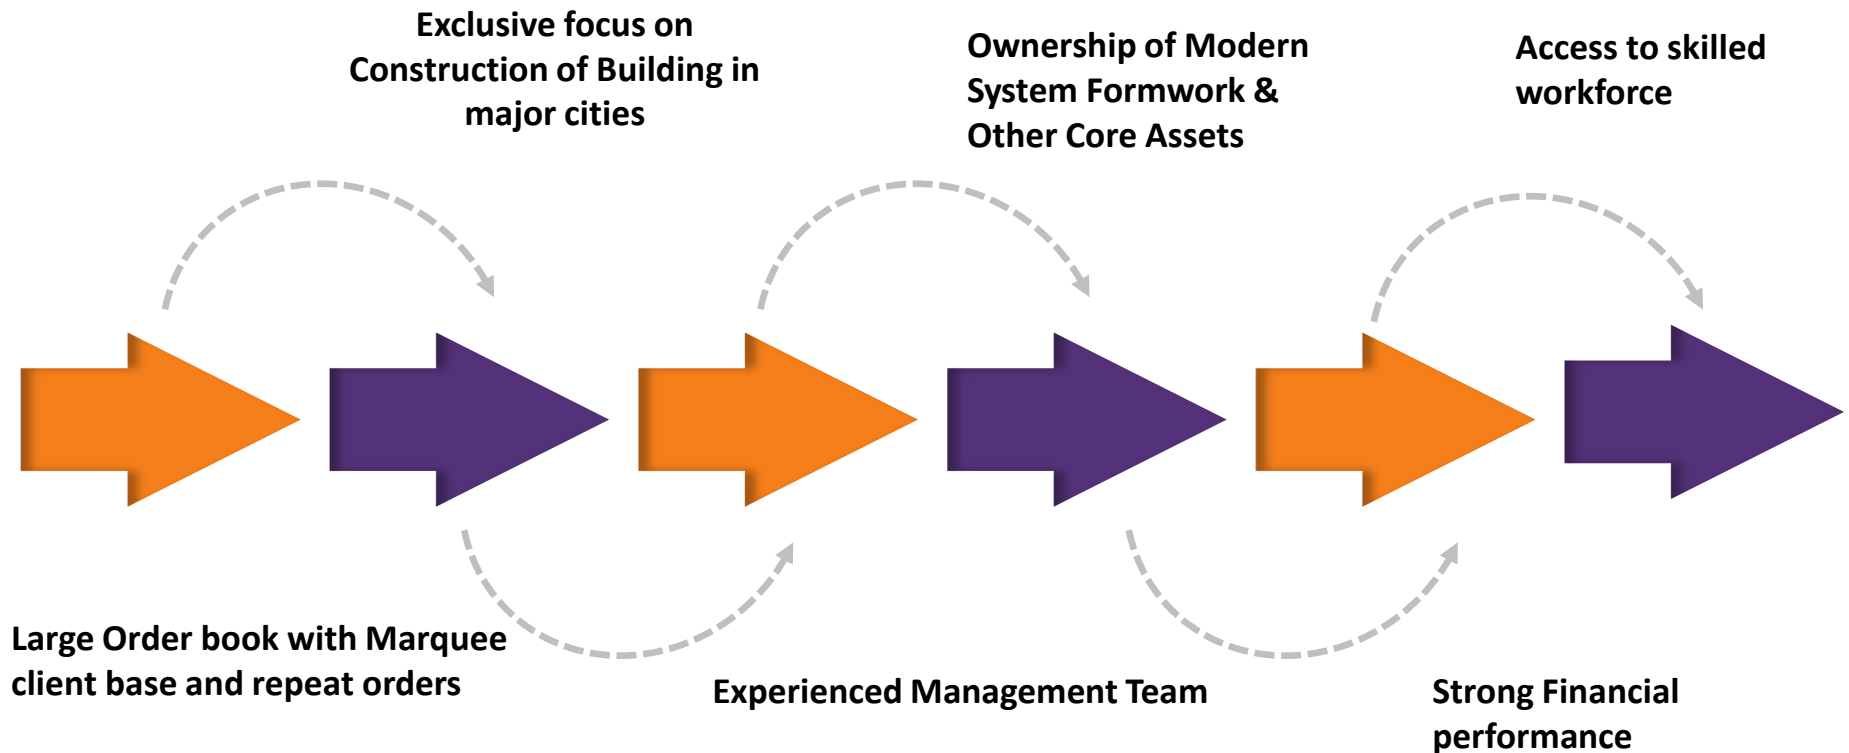 Exclusive focus on
Construction of Building in
major cities
Ownership of Modern
System Formwork &
Other Core Assets
Access to skilled
workforce
Large Order book with Marquee
client base and repeat orders
Experienced Management Team
Strong Financial
performance